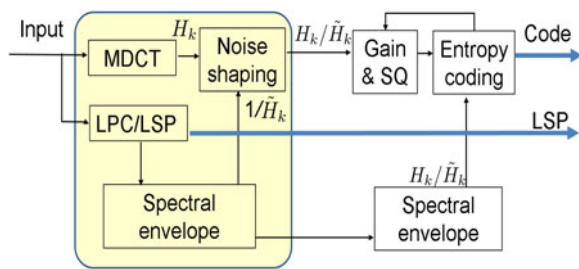 Input
MDCT
H_k
Noise
shaping
H_k/H̃_k
Gain
& SQ
Entropy
coding
Code
1/H̃_k
LPC/LSP
LSP
H_k/H̃_k
Spectral
envelope
Spectral
envelope